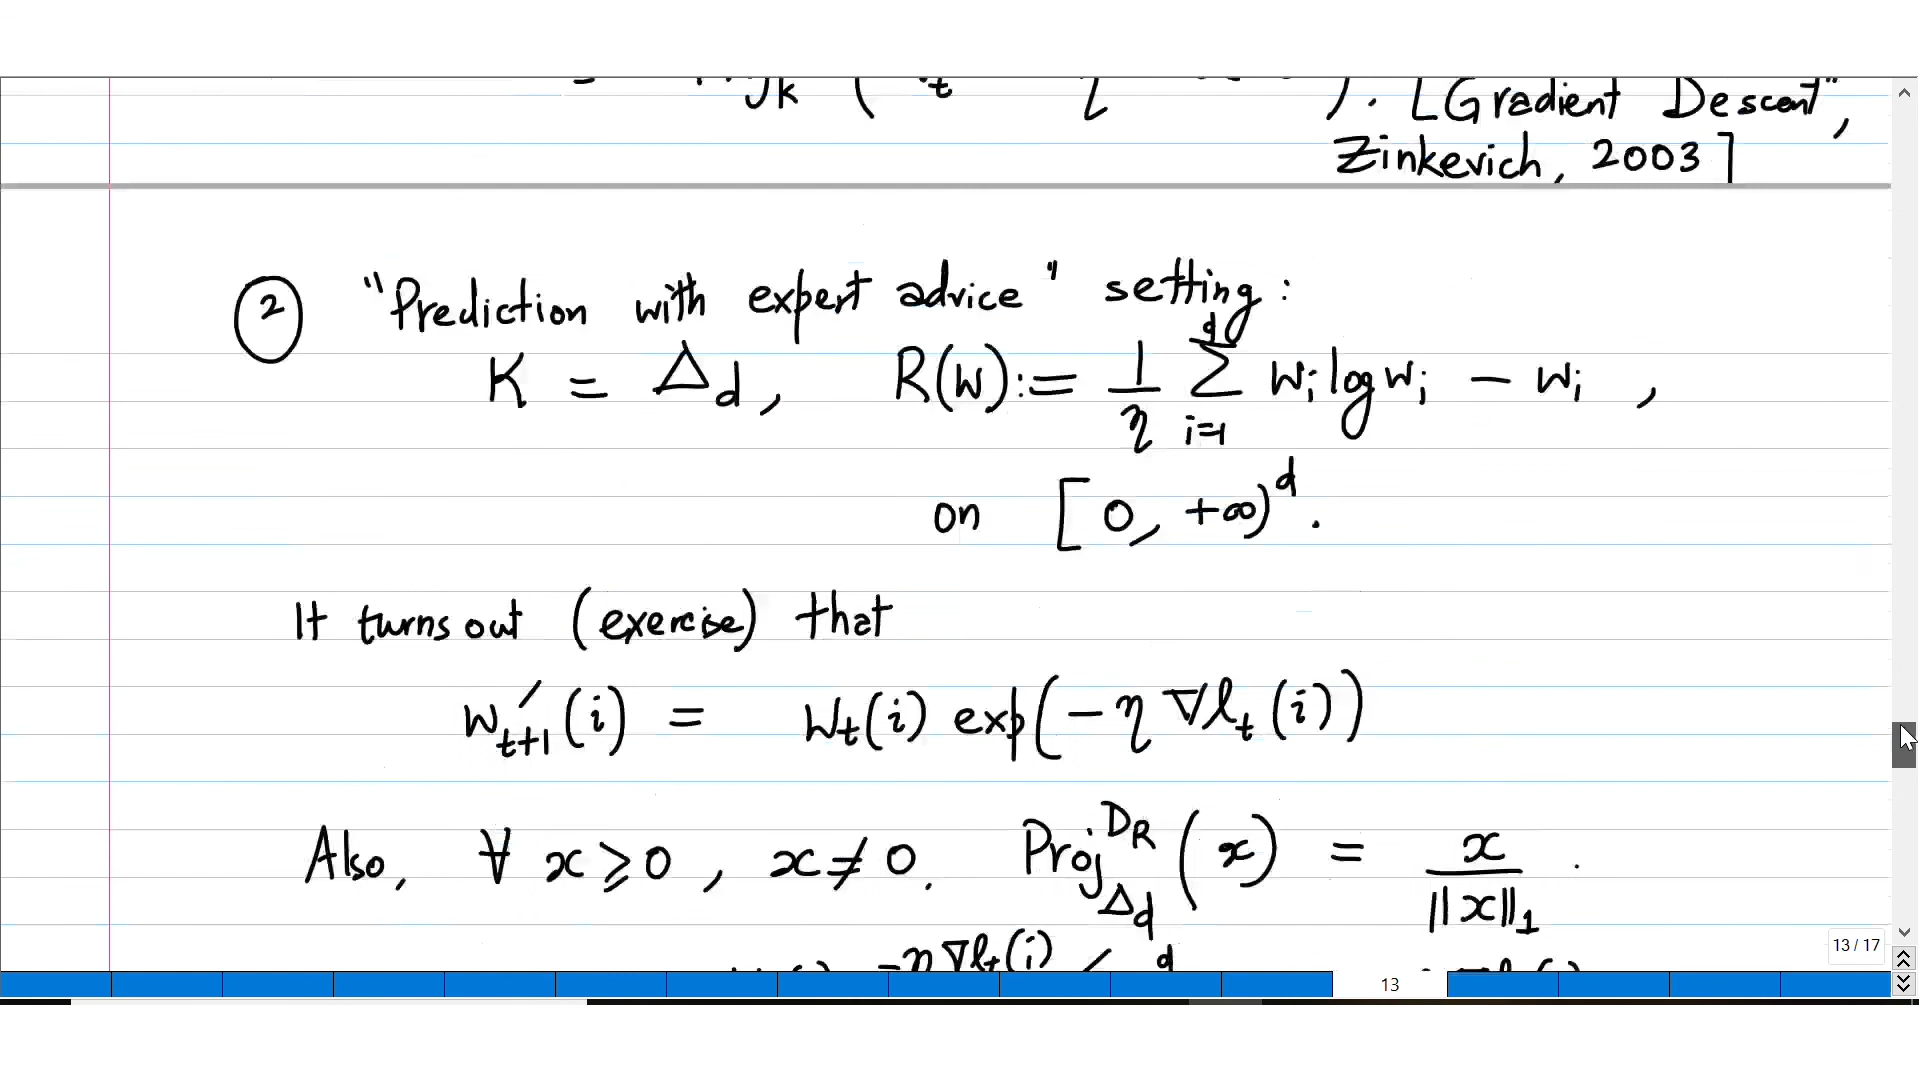 [Gradient Descent",
Zinkevich, 2003]
② "Prediction with expert advice" setting:
K = Δ_d, R(w) := 1/η Σ_{i=1}^{d} w_i log w_i − w_i ,
on [0, +∞)^d.
It turns out (exercise) that
w'_{t+1}(i) = w_t(i) exp(−η ∇l_t(i))
Also, ∀ x ≥ 0, x ≠ 0, Proj_{Δ_d}^{D_R}(x) = x / ||x||_1 .
−η ∇l_t(i) / d
13 / 17
13